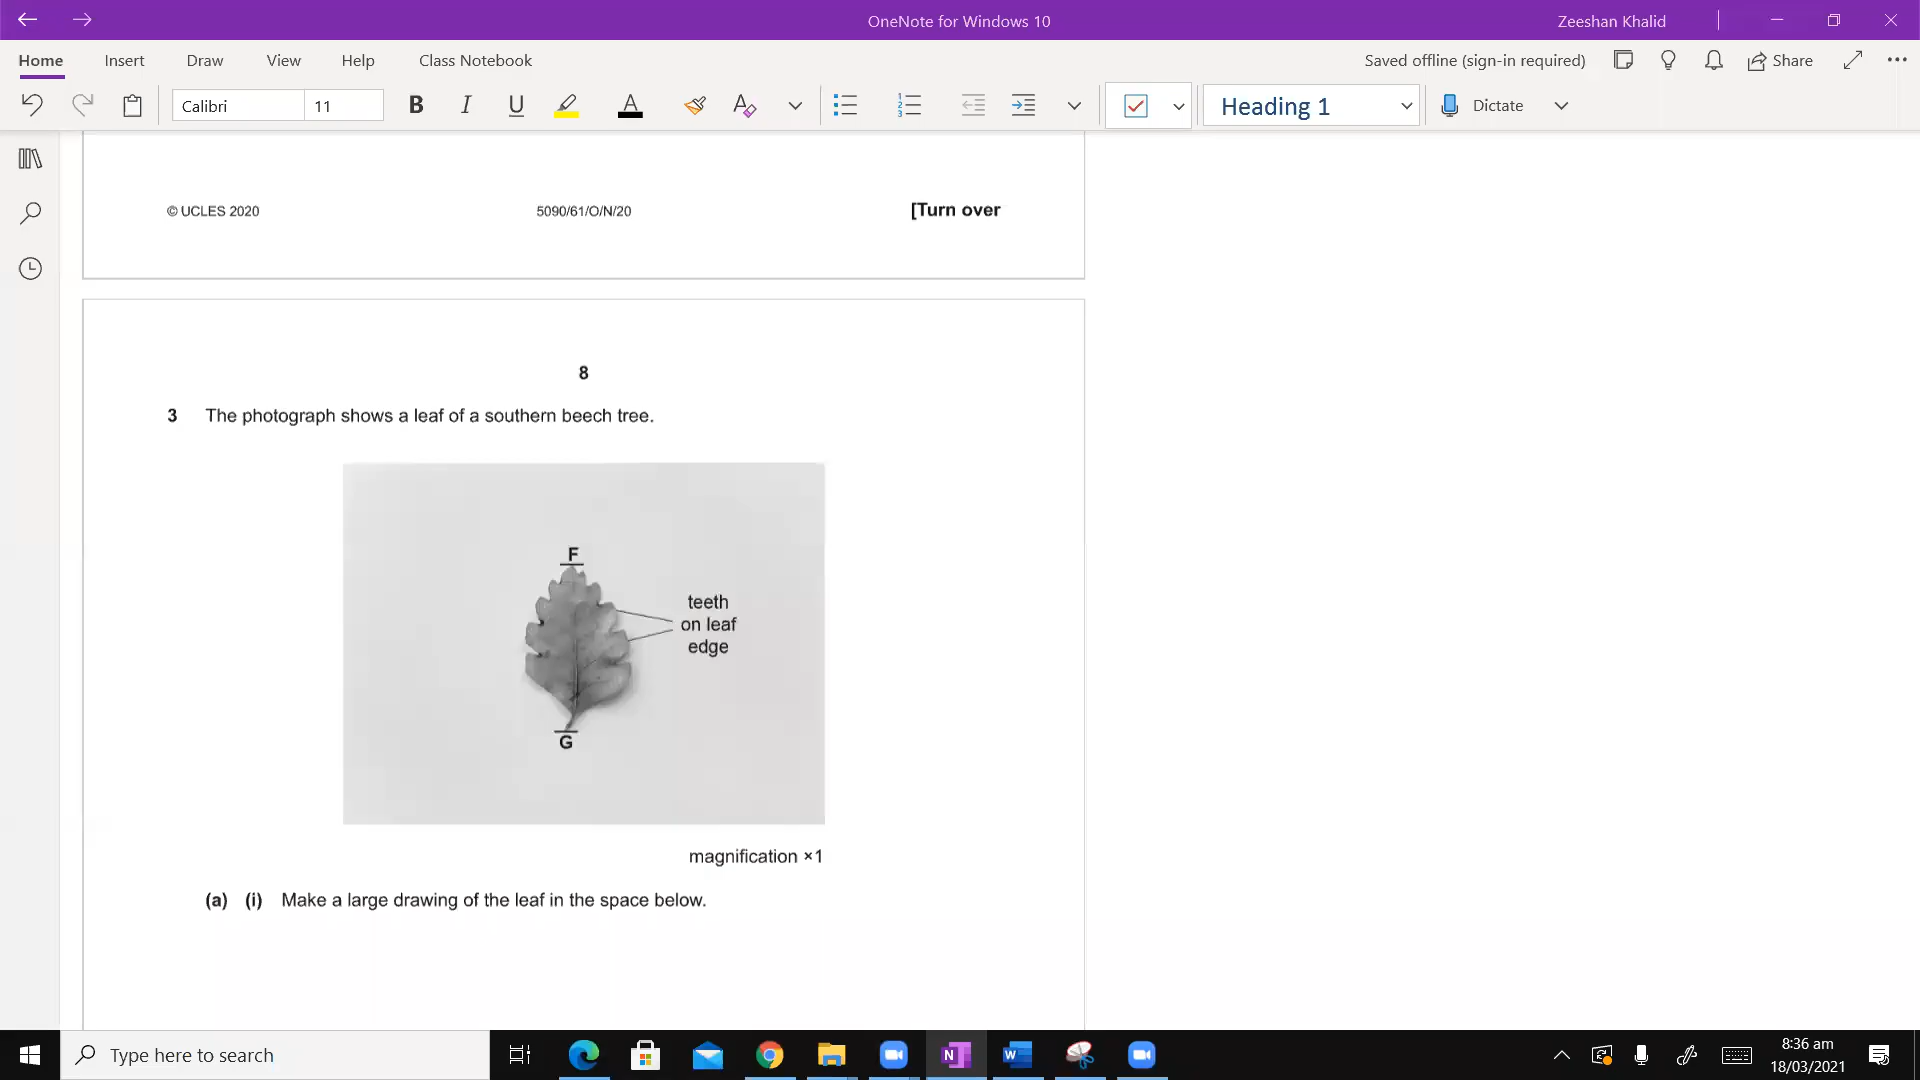 OneNote for Windows 10
Zeeshan Khalid
Home Insert Draw View Help Class Notebook
Saved offline (sign-in required)
Share
Calibri 11
B I U A A
Heading 1
Dictate
© UCLES 2020 5090/61/O/N/20 [Turn over
8
3 The photograph shows a leaf of a southern beech tree.
F
teeth
on leaf
edge
G
magnification ×1
(a) (i) Make a large drawing of the leaf in the space below.
Type here to search
8:36 am
18/03/2021